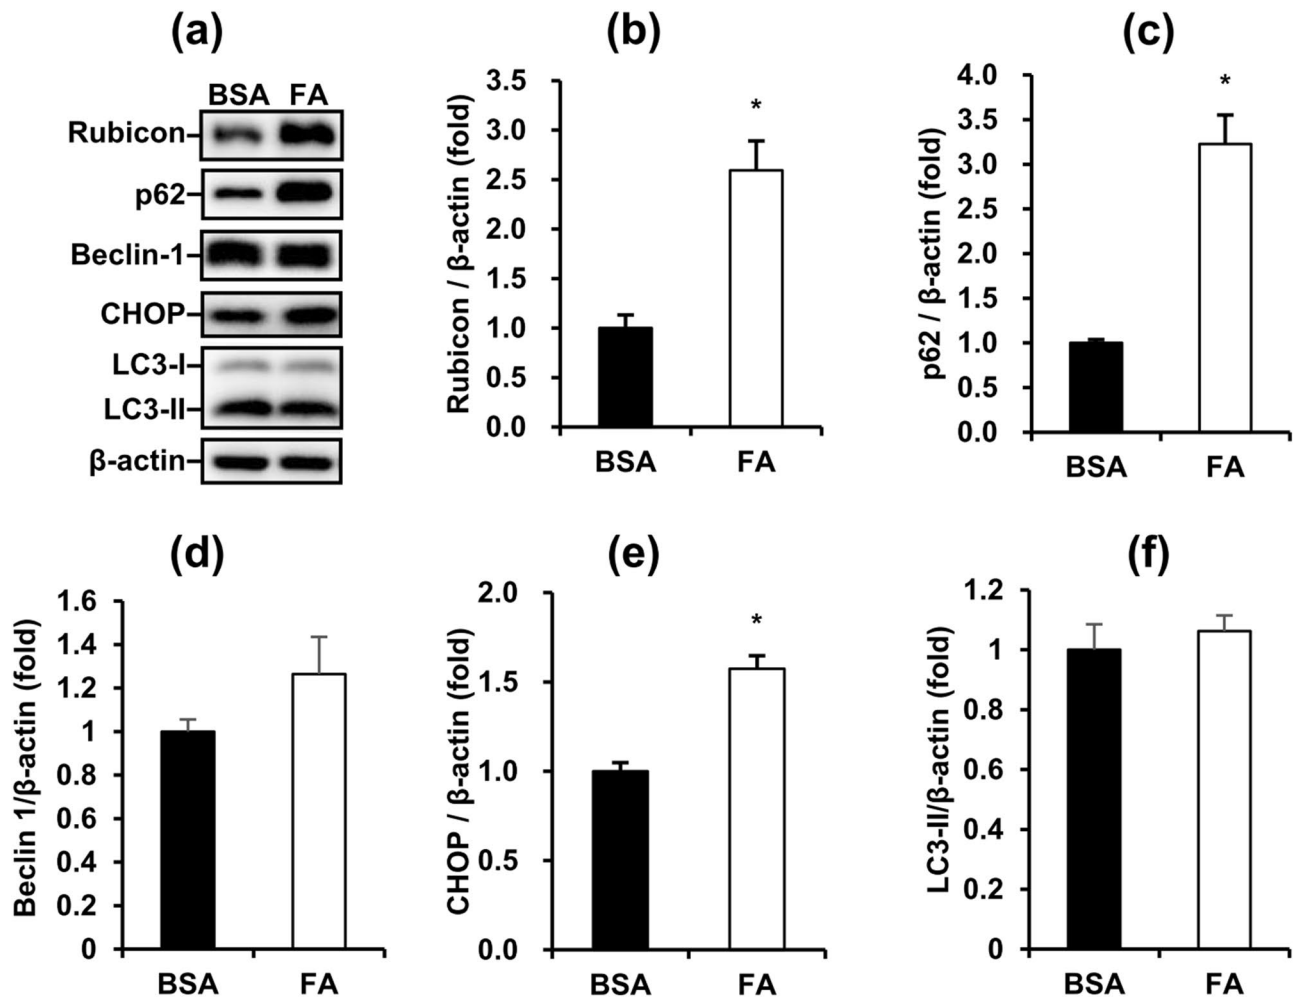 (a)
BSA FA
Rubicon
p62
Beclin-1
CHOP
LC3-I
LC3-II
β-actin
(b)
Rubicon / β-actin (fold)
3.5
3.0
2.5
2.0
1.5
1.0
0.5
0.0
*
BSA FA
(c)
p62 / β-actin (fold)
4.0
3.5
3.0
2.5
2.0
1.5
1.0
0.5
0.0
*
BSA FA
(d)
Beclin 1/β-actin (fold)
1.6
1.4
1.2
1
0.8
0.6
0.4
0.2
0
BSA FA
(e)
CHOP / β-actin (fold)
2.0
1.5
1.0
0.5
0.0
*
BSA FA
(f)
LC3-II/β-actin (fold)
1.2
1
0.8
0.6
0.4
0.2
0
BSA FA